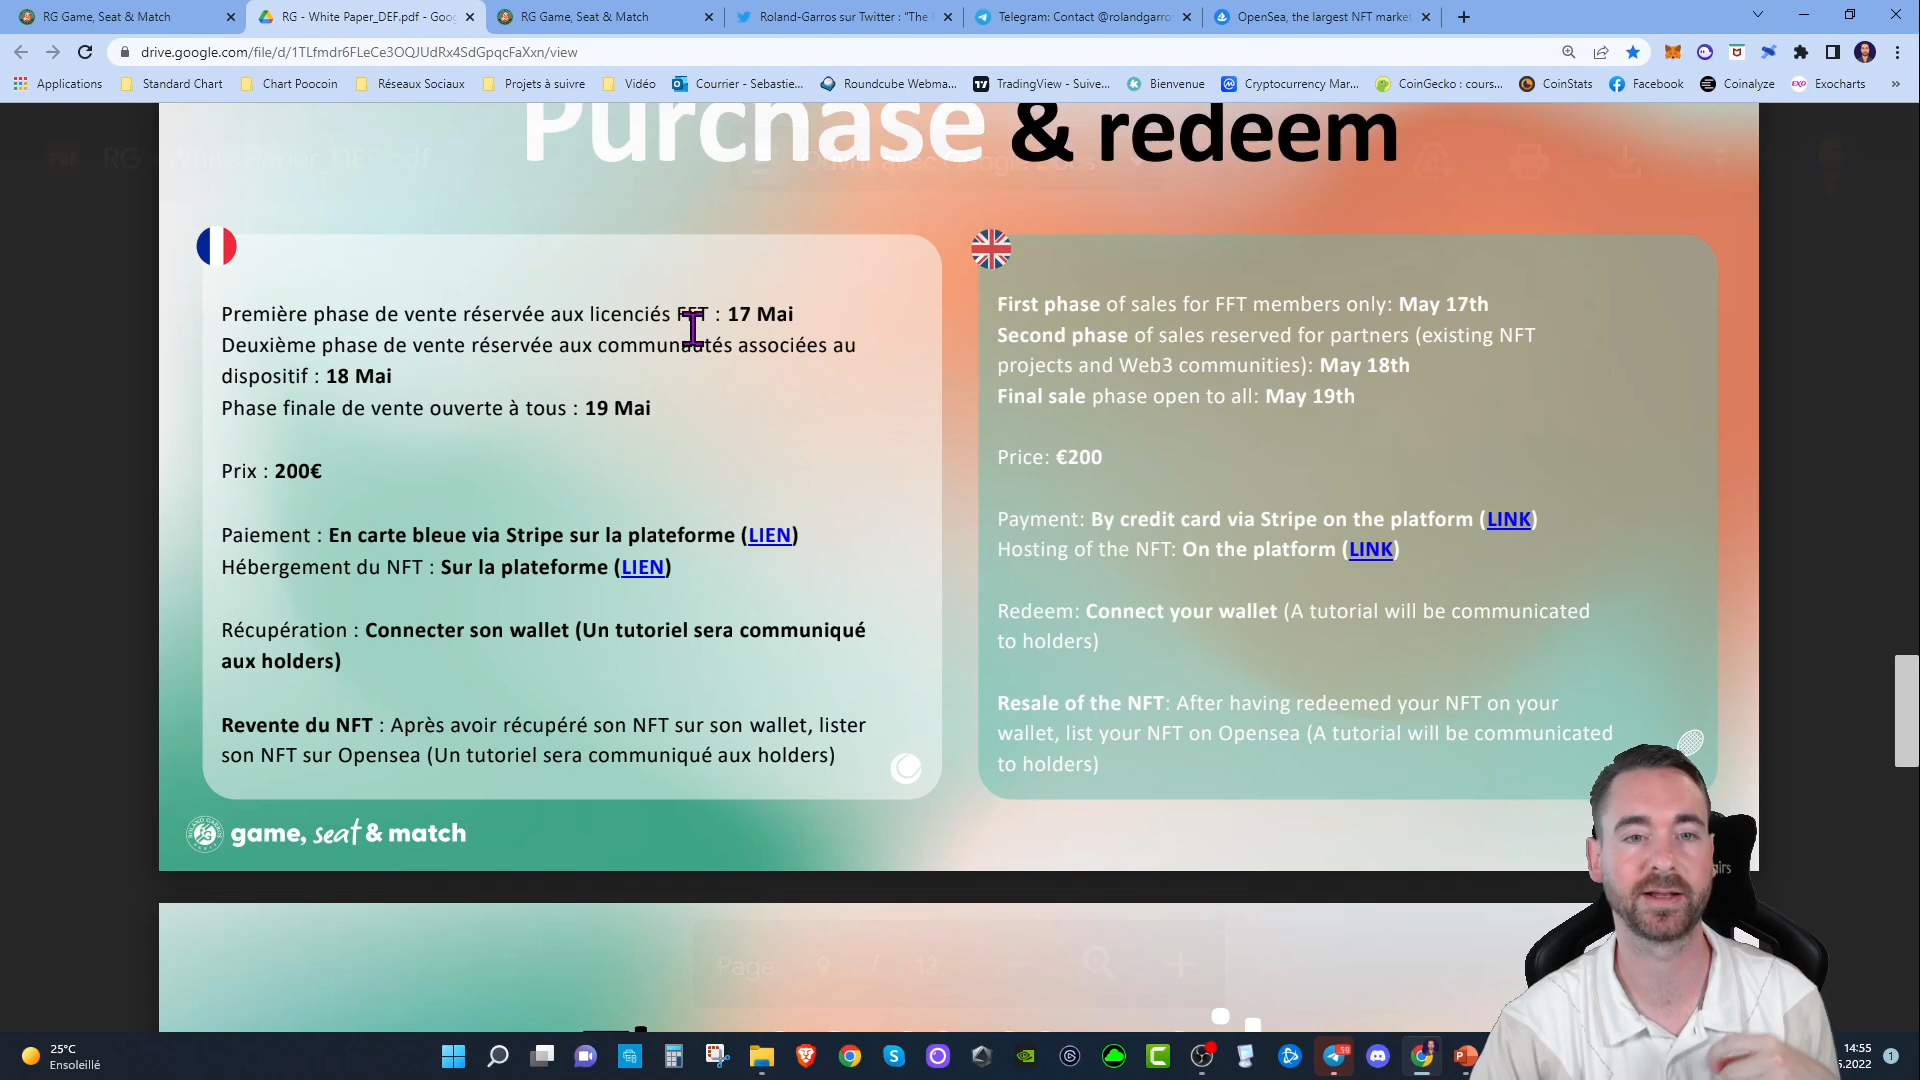 RG Game, Seat & Match
RG - White Paper_DEF.pdf - Goo
RG Game, Seat & Match
Roland-Garros sur Twitter : "The
Telegram: Contact @rolandgarro
OpenSea, the largest NFT market
drive.google.com/file/d/1TLfmdr6FLeCe3OQJUdRx4SdGpqcFaXxn/view
Applications
Standard Chart
Chart Poocoin
Réseaux Sociaux
Projets à suivre
Vidéo
Courrier - Sebastie...
Roundcube Webma...
TradingView - Suive...
Bienvenue
Cryptocurrency Mar...
CoinGecko : cours...
CoinStats
Facebook
Coinalyze
Exocharts
»
Purchase & redeem
RG - White Paper_DEF.pdf
Première phase de vente réservée aux licenciés FFT : 17 Mai
Deuxième phase de vente réservée aux communautés associées au
dispositif : 18 Mai
Phase finale de vente ouverte à tous : 19 Mai
Prix : 200€
Paiement : En carte bleue via Stripe sur la plateforme (LIEN)
Hébergement du NFT : Sur la plateforme (LIEN)
Récupération : Connecter son wallet (Un tutoriel sera communiqué
aux holders)
Revente du NFT : Après avoir récupéré son NFT sur son wallet, lister
son NFT sur Opensea (Un tutoriel sera communiqué aux holders)
First phase of sales for FFT members only: May 17th
Second phase of sales reserved for partners (existing NFT
projects and Web3 communities): May 18th
Final sale phase open to all: May 19th
Price: €200
Payment: By credit card via Stripe on the platform (LINK)
Hosting of the NFT: On the platform (LINK)
Redeem: Connect your wallet (A tutorial will be communicated
to holders)
Resale of the NFT: After having redeemed your NFT on your
wallet, list your NFT on Opensea (A tutorial will be communicated
to holders)
game, seat & match
Page 9 / 13
25°C
Ensoleillé
14:55
5.2022
1